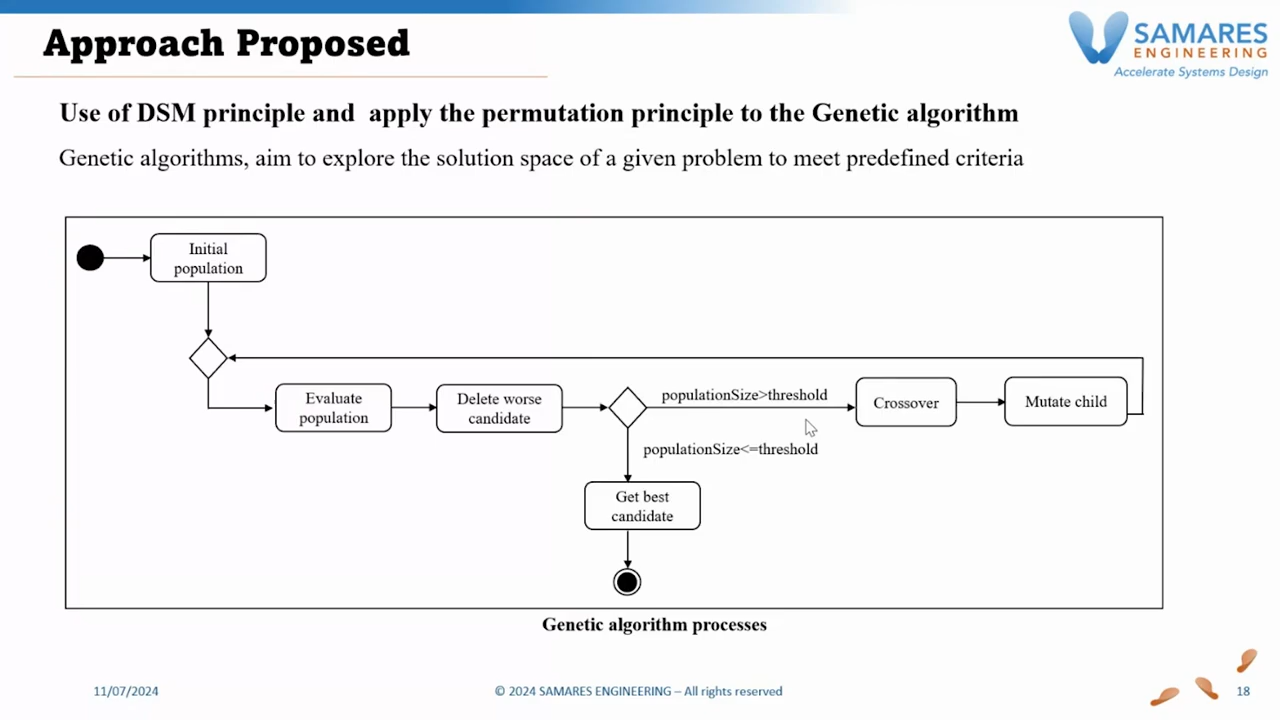 Approach Proposed
SAMARES
ENGINEERING
Accelerate Systems Design
Use of DSM principle and  apply the permutation principle to the Genetic algorithm
Genetic algorithms, aim to explore the solution space of a given problem to meet predefined criteria
Initial
population
Evaluate
population
Delete worse
candidate
populationSize>threshold
Crossover
Mutate child
populationSize<=threshold
Get best
candidate
Genetic algorithm processes
11/07/2024
© 2024 SAMARES ENGINEERING – All rights reserved
18